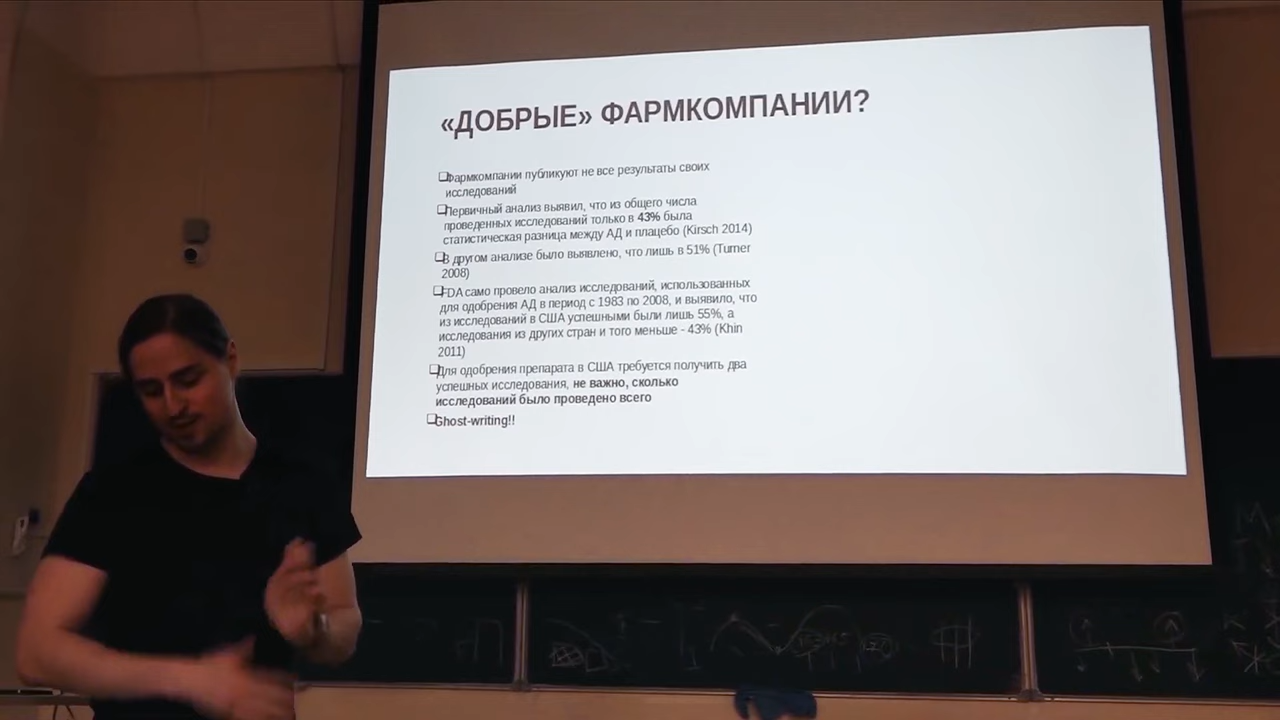 «ДОБРЫЕ» ФАРМКОМПАНИИ?
Фармкомпании публикуют не все результаты своих
исследований
Первичный анализ выявил, что из общего числа
проведенных исследований только в 43% была
статистическая разница между АД и плацебо (Kirsch 2014)
В другом анализе было выявлено, что лишь в 51% (Turner
2008)
FDA само провело анализ исследований, использованных
для одобрения АД в период с 1983 по 2008, и выявило, что
из исследований в США успешными были лишь 55%, а
исследования из других стран и того меньше - 43% (Khin
2011)
Для одобрения препарата в США требуется получить два
успешных исследования, не важно, сколько
исследований было проведено всего
Ghost-writing!!